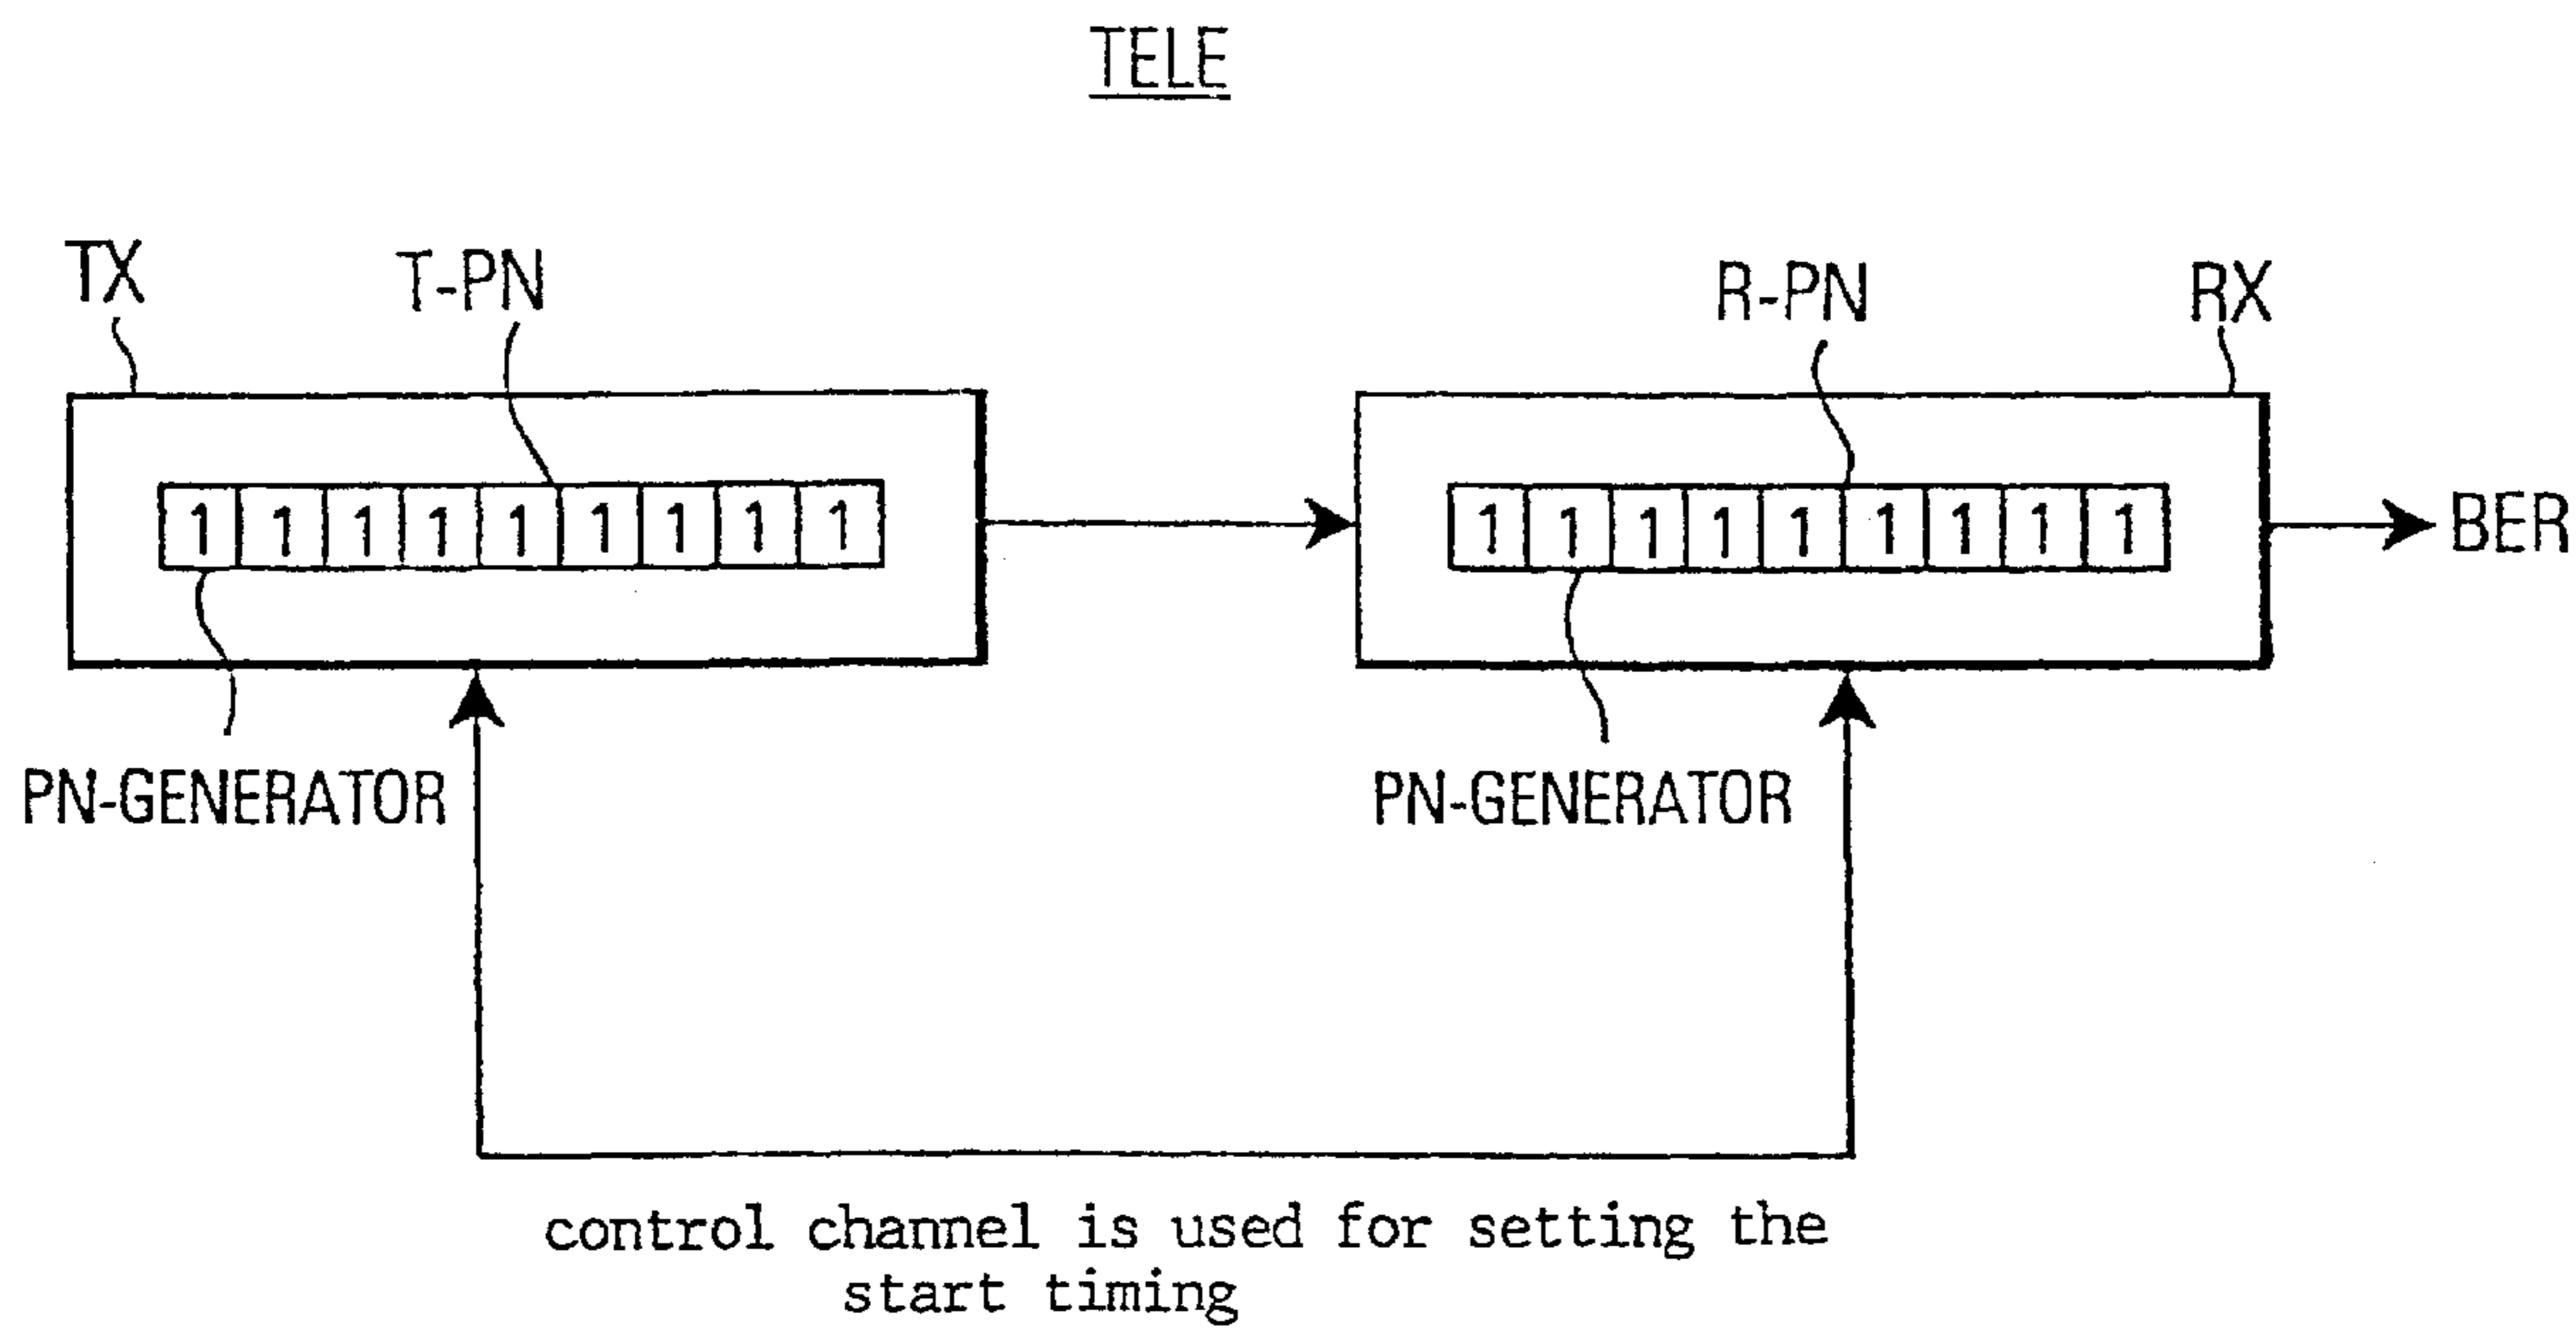 TELE
TX
T-PN
R-PN
RX
1 1 1 1 1 1 1 1 1
1 1 1 1 1 1 1 1 1
BER
PN-GENERATOR
PN-GENERATOR
control channel is used for setting the
start timing